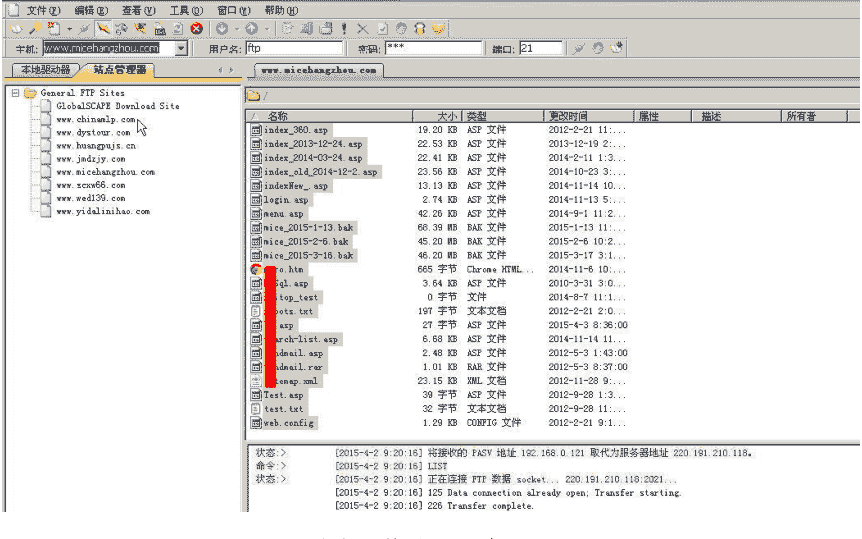 文件(F) 编辑(E) 查看(V) 工具(O) 窗口(W) 帮助(H)
主机: www.micehangzhou.com 用户名: ftp 密码: *** 端口: 21
本地驱动器 站点管理器 www.micehangzhou.com
General FTP Sites
GlobalSCAPE Download Site
www.chinamlp.com
www.dystour.com
www.huangpujs.cn
www.jmdzjy.com
www.micehangzhou.com
www.scxw66.com
www.wed139.com
www.yidalinihao.com
/
名称 大小 类型 更改时间 属性 描述 所有者
index_360.asp 19.20 KB ASP 文件 2012-2-21 11:...
index_2013-12-24.asp 22.53 KB ASP 文件 2013-12-19 2:...
index_2014-03-24.asp 22.41 KB ASP 文件 2014-2-11 1:3...
index_old_2014-12-2.asp 23.56 KB ASP 文件 2014-10-23 3:...
indexNew_.asp 13.13 KB ASP 文件 2014-11-14 10...
login.asp 2.74 KB ASP 文件 2014-11-13 5:...
menu.asp 42.26 KB ASP 文件 2014-9-1 11:2...
mice_2015-1-13.bak 68.39 MB BAK 文件 2015-1-13 11:...
mice_2015-2-6.bak 45.20 MB BAK 文件 2015-2-6 10:2...
mice_2015-3-16.bak 46.20 MB BAK 文件 2015-3-17 3:1...
ro.htm 665 字节 Chrome HTML... 2014-11-6 10:...
Sql.asp 3.64 KB ASP 文件 2010-3-31 3:0...
top_test 0 字节 文件 2014-8-7 11:1...
bots.txt 197 字节 文本文档 2012-2-21 2:0...
asp 27 字节 ASP 文件 2015-4-3 8:36:00
arch-list.asp 6.68 KB ASP 文件 2014-11-14 11...
ndmail.asp 2.48 KB ASP 文件 2012-5-3 1:43:00
ndmail.rar 1.01 KB RAR 文件 2012-5-3 8:37:00
temap.xml 23.15 KB XML 文档 2012-11-28 9:...
Test.asp 39 字节 ASP 文件 2012-9-28 1:3...
test.txt 32 字节 文本文档 2012-9-28 11:...
web.config 1.29 KB CONFIG 文件 2012-2-21 9:1...
状态:> [2015-4-2 9:20:16] 将接收的 PASV 地址 192.168.0.121 取代为服务器地址 220.191.210.118。
命令:> [2015-4-2 9:20:16] LIST
状态:> [2015-4-2 9:20:16] 正在连接 FTP 数据 socket... 220.191.210.118:2021...
[2015-4-2 9:20:16] 125 Data connection already open; Transfer starting.
[2015-4-2 9:20:16] 226 Transfer complete.